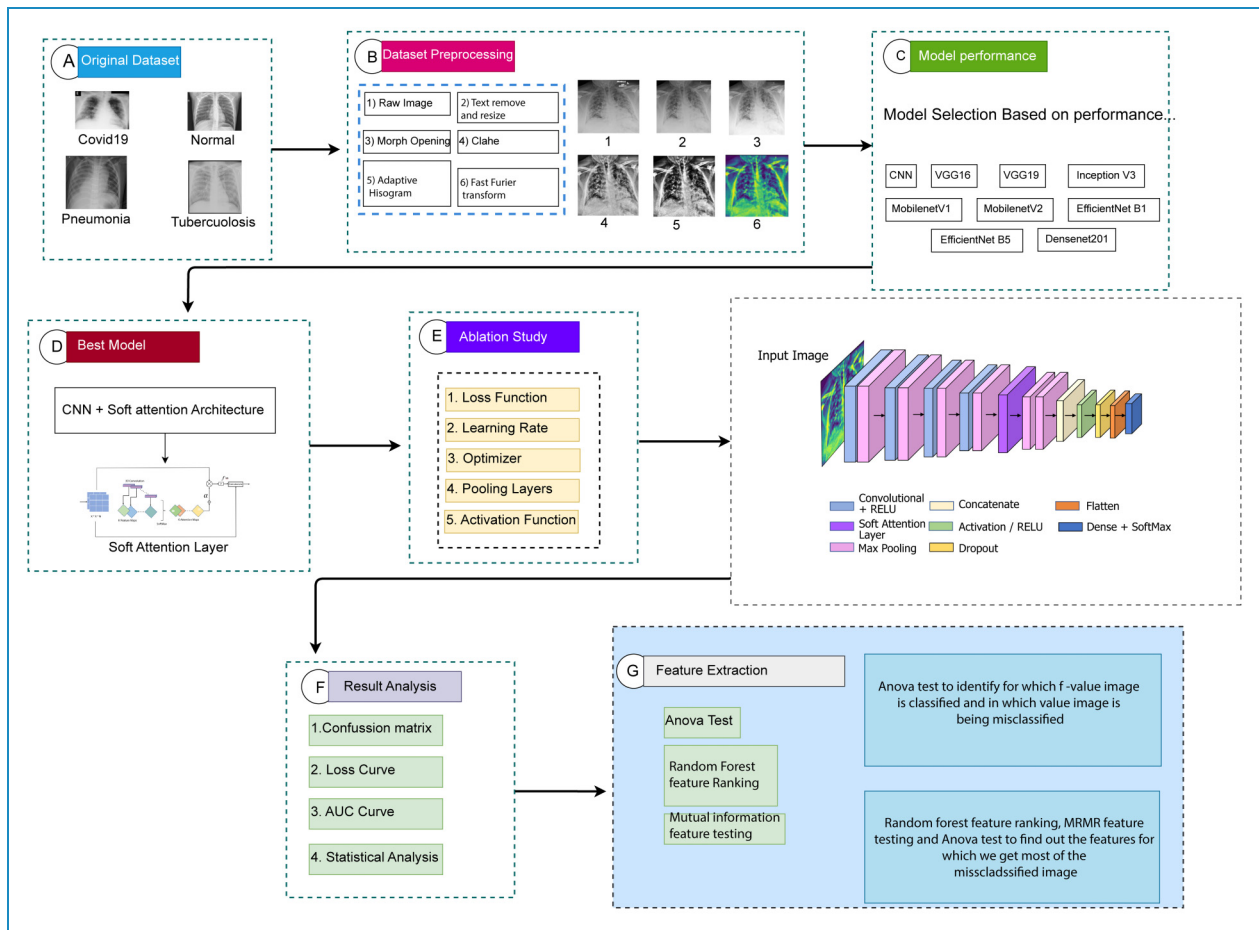 A
Original Dataset
Covid19
Normal
Pneumonia
Tubercuolosis
B
Dataset Preprocessing
1) Raw Image
2) Text remove
and resize
3) Morph Opening
4) Clahe
5) Adaptive
Hisogram
6) Fast Furier
transform
1
2
3
4
5
6
C
Model performance
Model Selection Based on performance...
CNN
VGG16
VGG19
Inception V3
MobilenetV1
MobilenetV2
EfficientNet B1
EfficientNet B5
Densenet201
D
Best Model
CNN + Soft attention Architecture
Soft Attention Layer
E
Ablation Study
1. Loss Function
2. Learning Rate
3. Optimizer
4. Pooling Layers
5. Activation Function
Input Image
Convolutional
+ RELU
Soft Attention
Layer
Max Pooling
Concatenate
Activation / RELU
Dropout
Flatten
Dense + SoftMax
F
Result Analysis
1.Confussion matrix
2. Loss Curve
3. AUC Curve
4. Statistical Analysis
G
Feature Extraction
Anova Test
Random Forest
feature Ranking
Mutual information
feature testing
Anova test to identify for which f -value image
is classified and in which value image is
being misclassified
Random forest feature ranking, MRMR feature
testing and Anova test to find out the features for
which we get most of the
misscladssified image